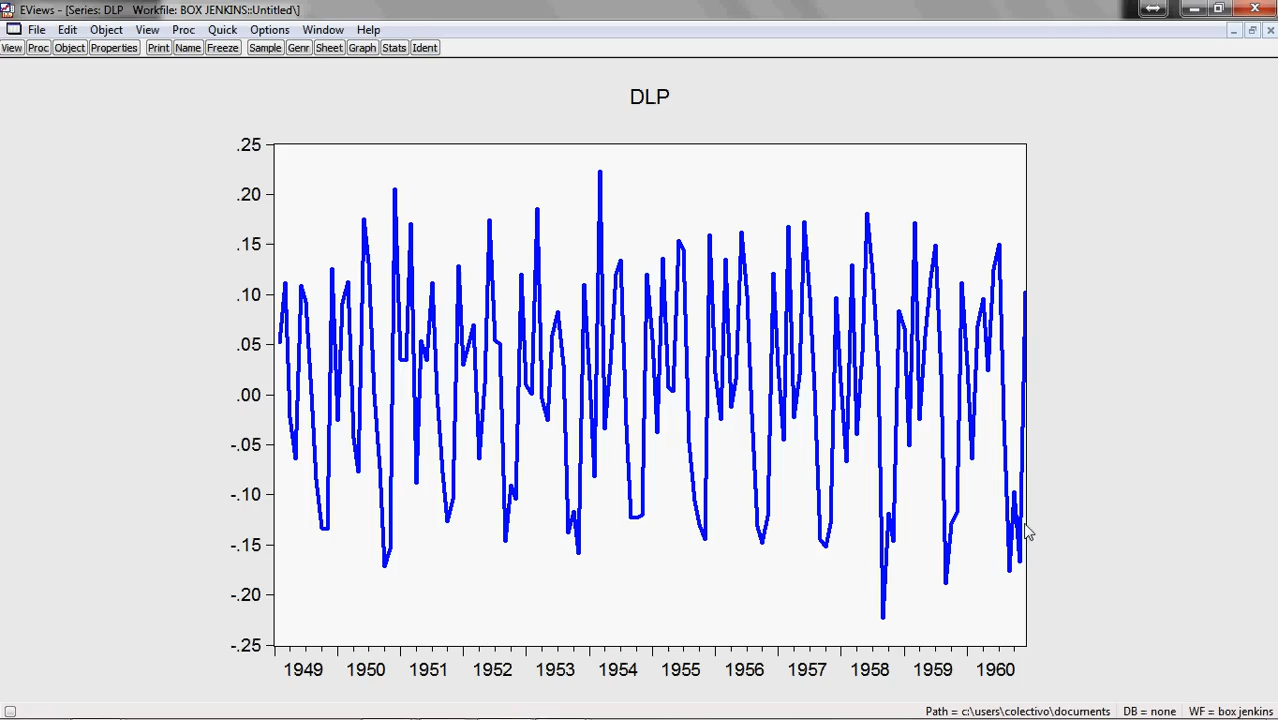 EViews - [Series: DLP   Workfile: BOX JENKINS::Untitled\]
File Edit Object View Proc Quick Options Window Help
View Proc Object Properties Print Name Freeze Sample Genr Sheet Graph Stats Ident
DLP
.25
.20
.15
.10
.05
.00
-.05
-.10
-.15
-.20
-.25
1949 1950 1951 1952 1953 1954 1955 1956 1957 1958 1959 1960
Path = c:\users\colectivo\documents DB = none WF = box jenkins